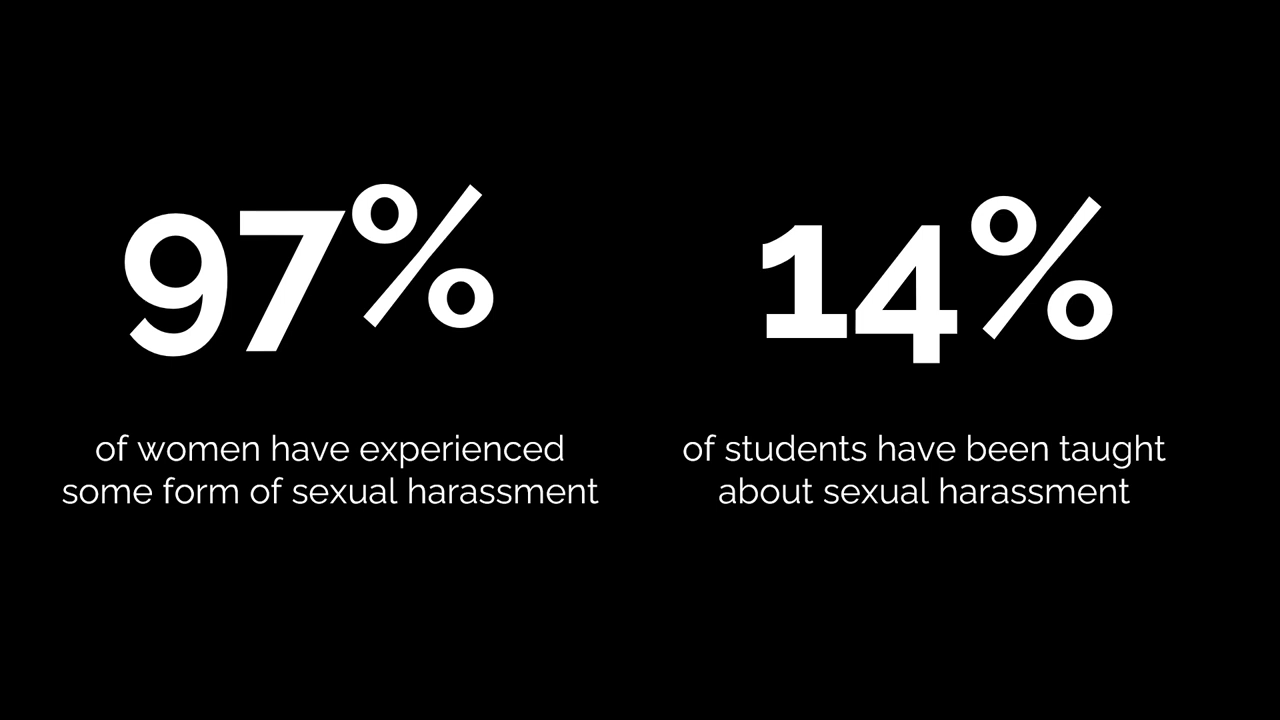 97%
of women have experienced
some form of sexual harassment
14%
of students have been taught
about sexual harassment